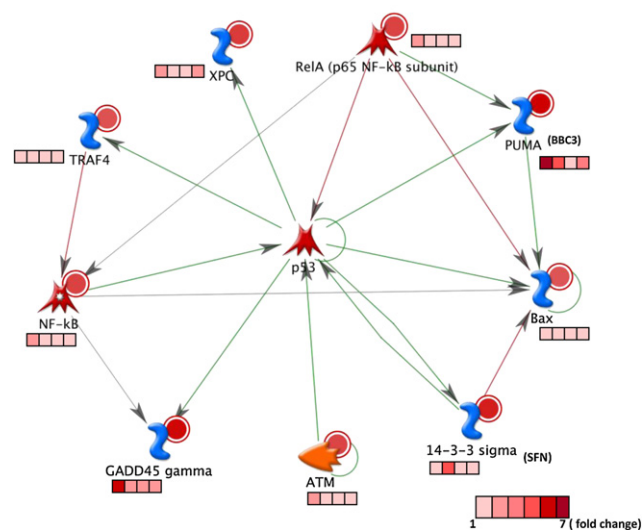 XPC
RelA (p65 NF-kB subunit)
PUMA (BBC3)
TRAF4
p53
NF-kB
Bax
14-3-3 sigma (SFN)
GADD45 gamma
ATM
1 7 ( fold change)